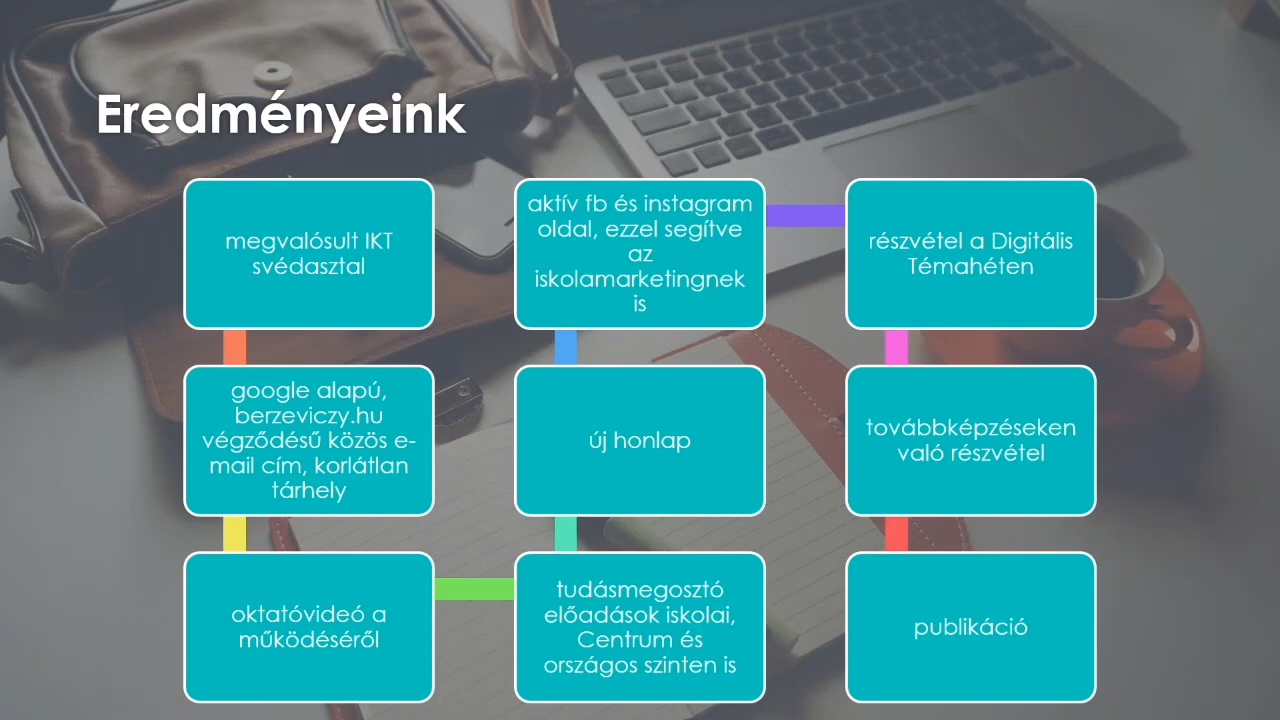 Eredményeink
megvalósult IKT
svédasztal
google alapú,
berzeviczy.hu
végződésű közös e-
mail cím, korlátlan
tárhely
oktatóvideó a
működéséről
tudásmegosztó
előadások iskolai,
Centrum és
országos szinten is
új honlap
aktív fb és instagram
oldal, ezzel segítve
az
iskolamarketingnek
is
részvétel a Digitális
Témahéten
továbbképzéseken
való részvétel
publikáció